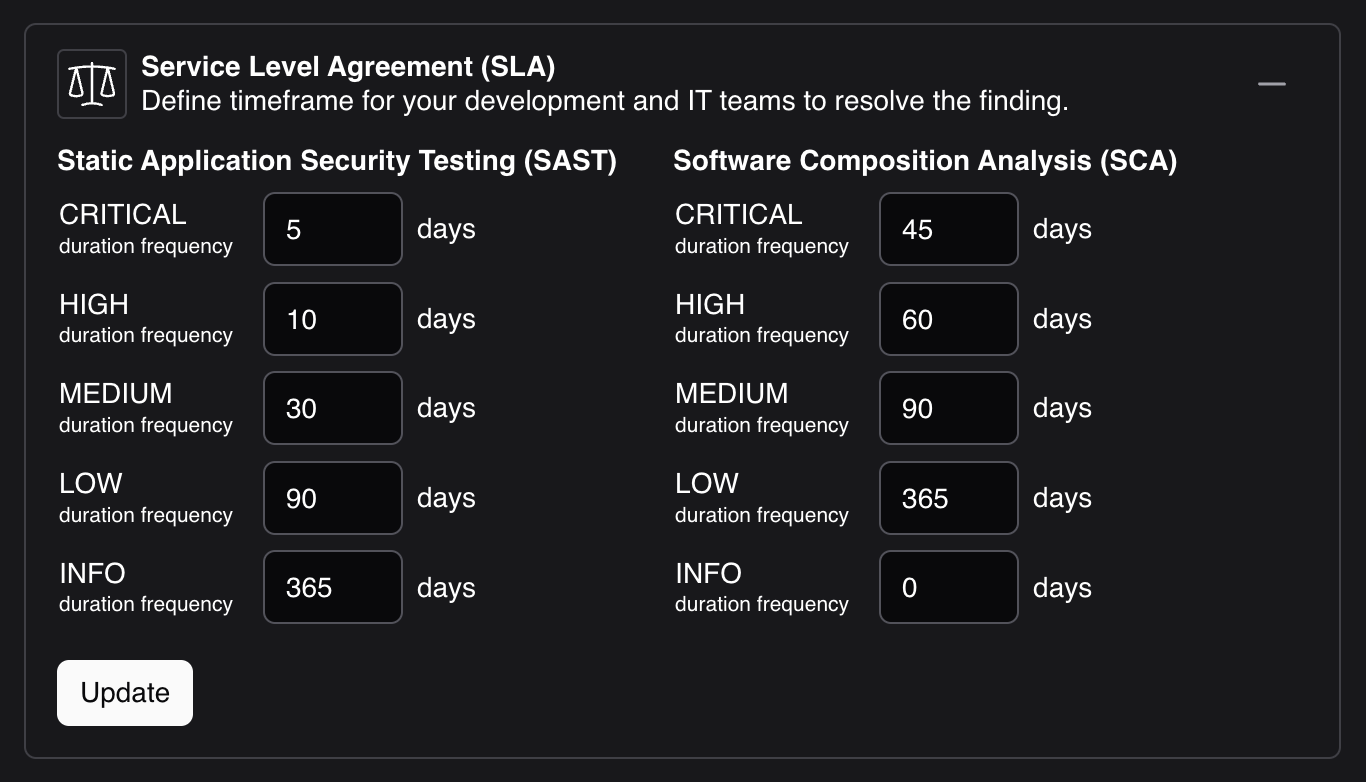 Service Level Agreement (SLA)
Define timeframe for your development and IT teams to resolve the finding.
Static Application Security Testing (SAST)
CRITICAL
duration frequency
5
days
HIGH
duration frequency
10
days
MEDIUM
duration frequency
30
days
LOW
duration frequency
90
days
INFO
duration frequency
365
days
Software Composition Analysis (SCA)
CRITICAL
duration frequency
45
days
HIGH
duration frequency
60
days
MEDIUM
duration frequency
90
days
LOW
duration frequency
365
days
INFO
duration frequency
0
days
Update